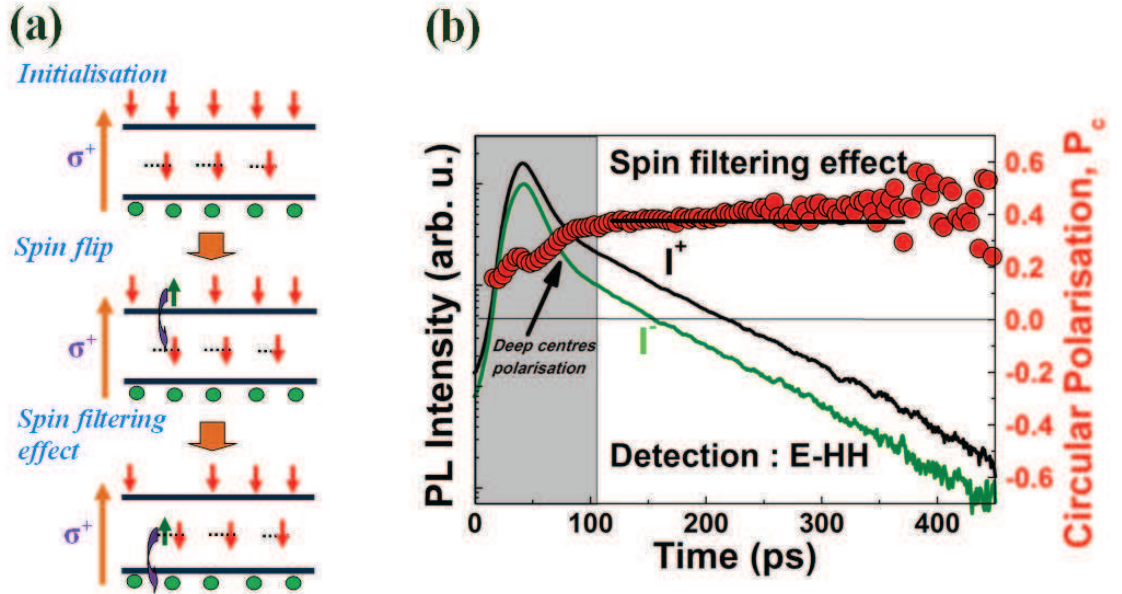 (a)
Initialisation
σ+
Spin flip
σ+
Spin filtering
effect
σ+
(b)
PL Intensity (arb. u.)
Spin filtering effect
I+
I-
Deep centres
polarisation
Detection : E-HH
0 100 200 300 400
Time (ps)
0.6
0.4
0.2
0.0
-0.2
-0.4
-0.6
Circular Polarisation, Pc